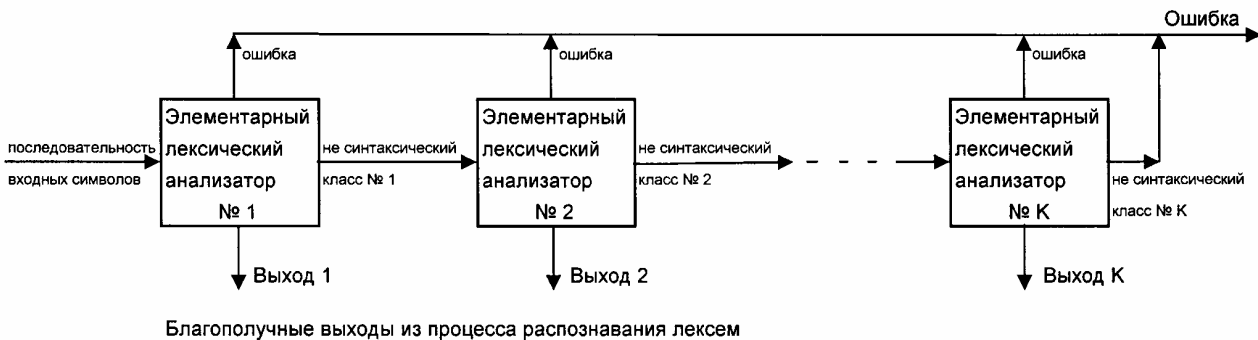 Ошибка
ошибка
ошибка
ошибка
Элементарный
лексический
анализатор
№ 1
Элементарный
лексический
анализатор
№ 2
Элементарный
лексический
анализатор
№ K
последовательность
входных символов
не синтаксический
класс № 1
не синтаксический
класс № 2
не синтаксический
класс № K
Выход 1
Выход 2
Выход K
Благополучные выходы из процесса распознавания лексем